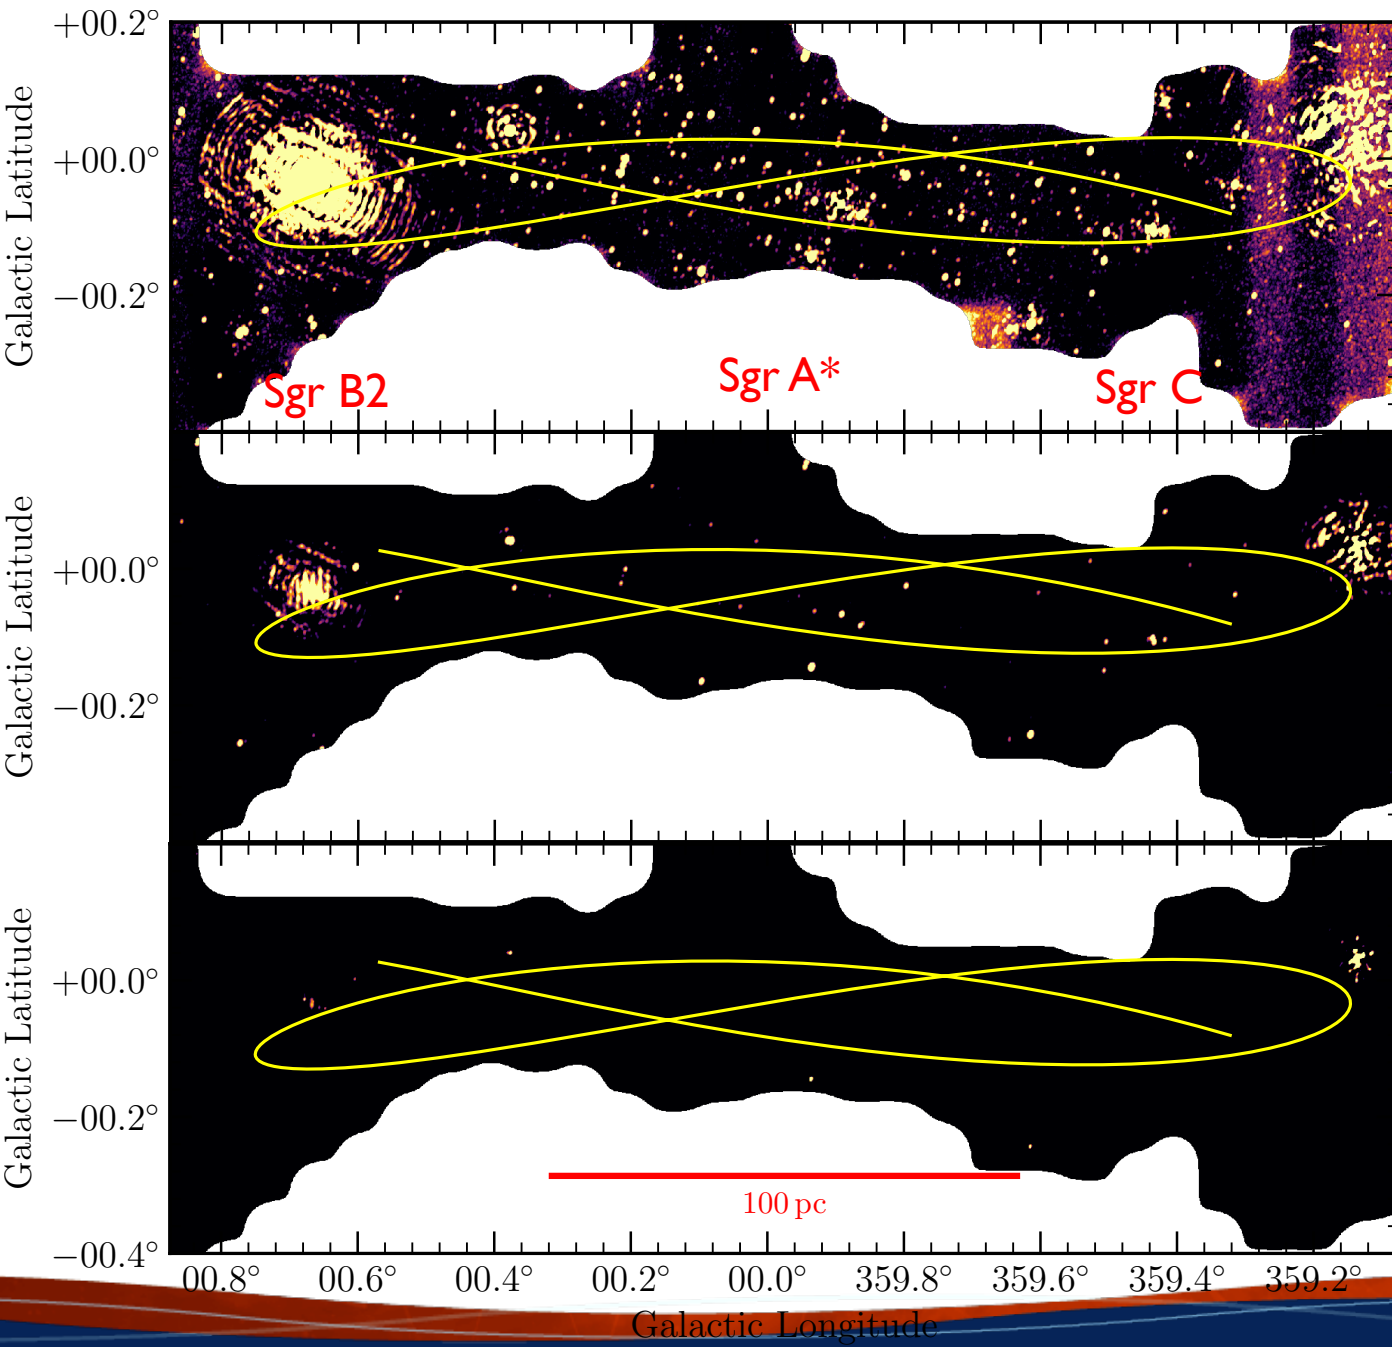 +00.2°
+00.0°
−00.2°
Galactic Latitude
Sgr B2
Sgr A*
Sgr C
+00.0°
−00.2°
Galactic Latitude
+00.0°
−00.2°
−00.4°
Galactic Latitude
100 pc
00.8° 00.6° 00.4° 00.2° 00.0° 359.8° 359.6° 359.4° 359.2°
Galactic Longitude